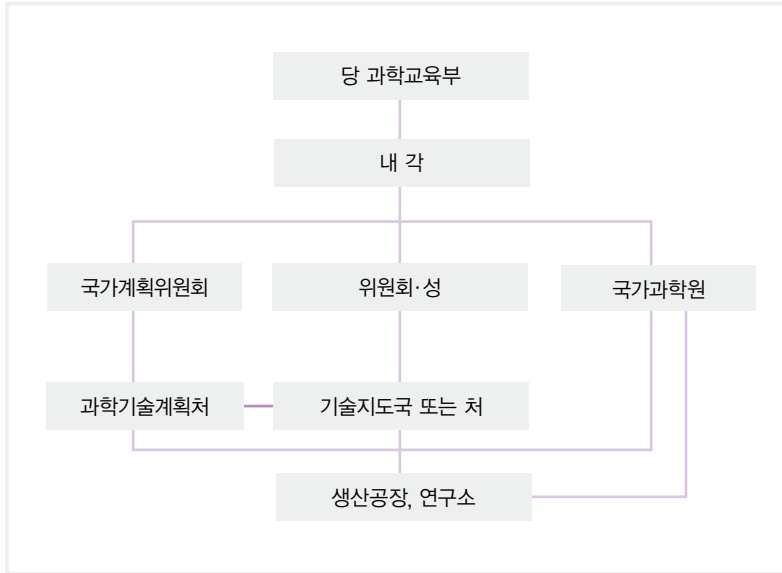 당 과학교육부
내 각
국가계획위원회
위원회·성
국가과학원
과학기술계획처
기술지도국 또는 처
생산공장, 연구소